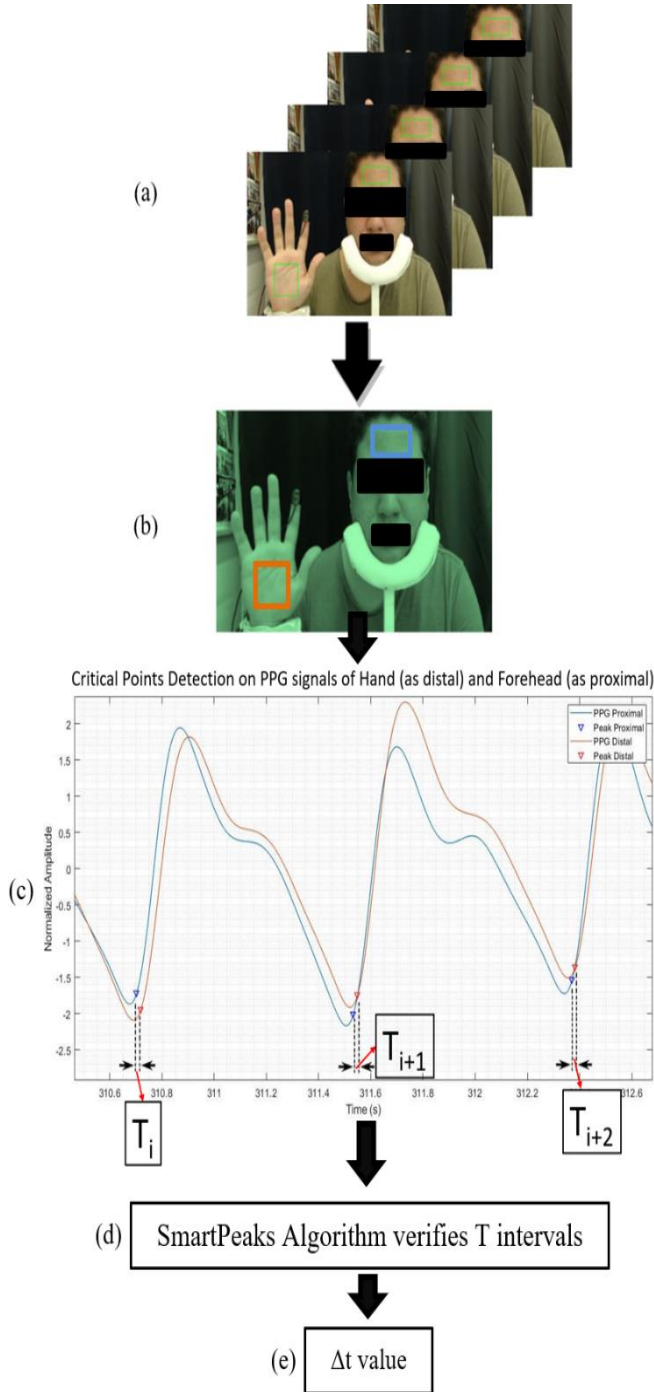 (a)
(b)
Critical Points Detection on PPG signals of Hand (as distal) and Forehead (as proximal)
(c)
Normalized Amplitude
2
1.5
1
0.5
0
-0.5
-1
-1.5
-2
-2.5
PPG Proximal
Peak Proximal
PPG Distal
Peak Distal
310.6 310.8 311 311.2 311.4 311.6 311.8 312 312.2 312.4 312.6
Time (s)
Tᵢ
Tᵢ₊₁
Tᵢ₊₂
(d) SmartPeaks Algorithm verifies T intervals
(e) Δt value